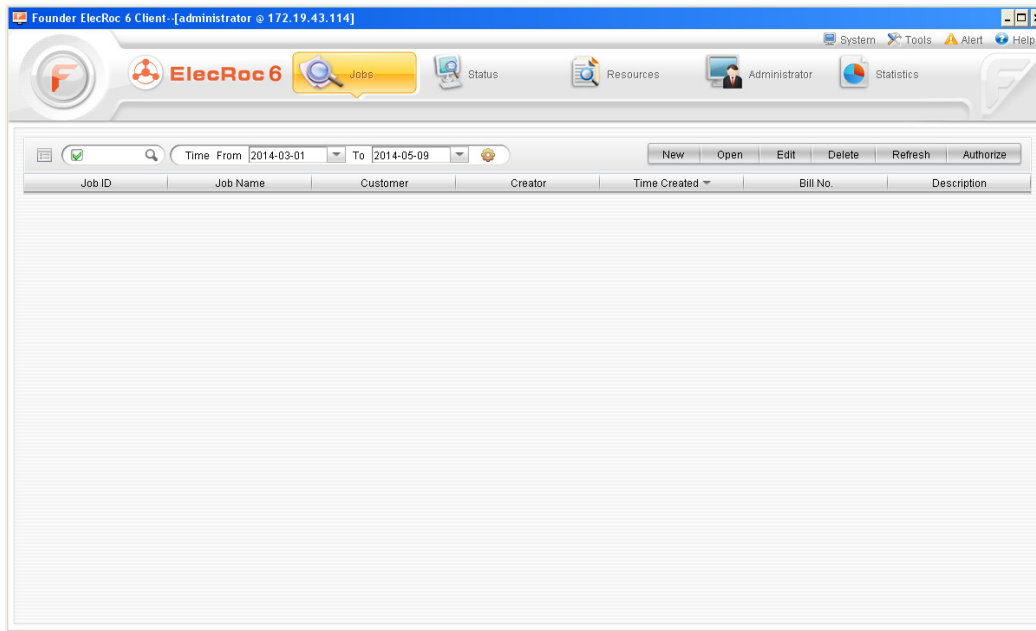 Founder ElecRoc 6 Client--[administrator @ 172.19.43.114]
System Tools Alert Help
ElecRoc 6 Jobs Status Resources Administrator Statistics
Time From 2014-03-01 To 2014-05-09 New Open Edit Delete Refresh Authorize
Job ID Job Name Customer Creator Time Created Bill No. Description